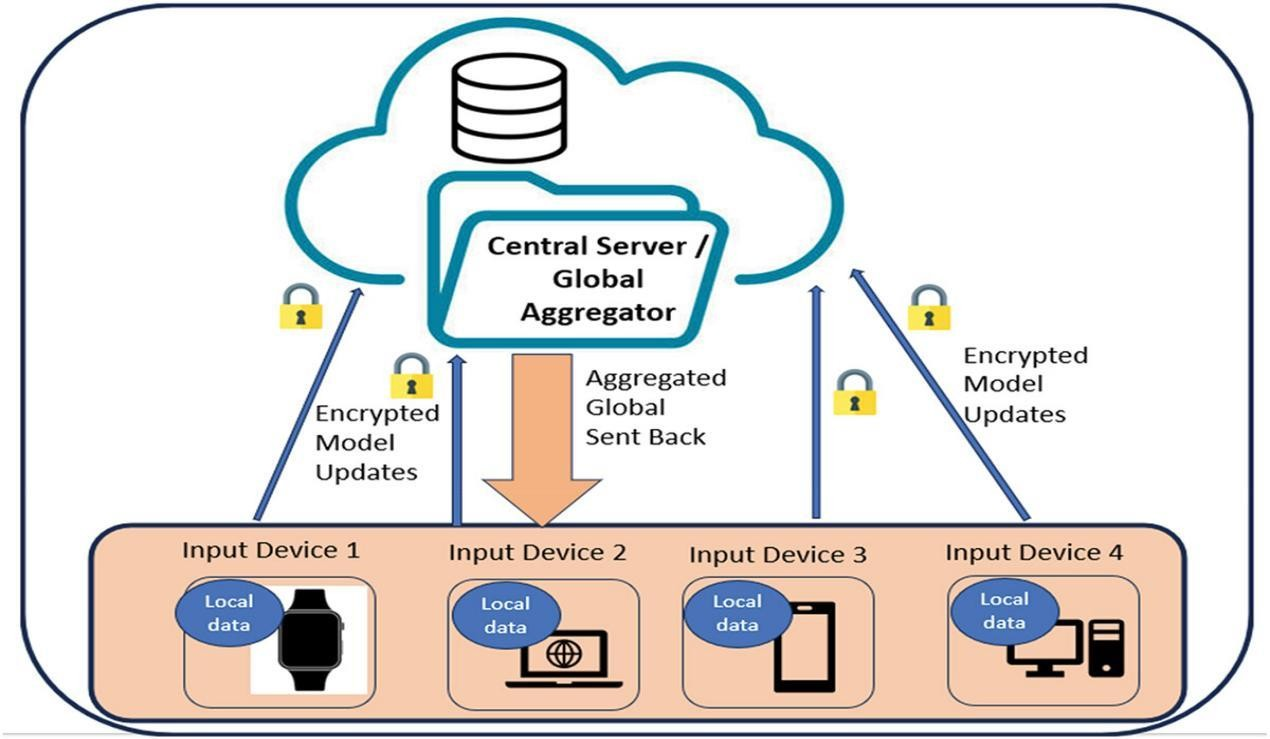 Central Server /
Global
Aggregator
Encrypted
Model
Updates
Aggregated
Global
Sent Back
Encrypted
Model
Updates
Input Device 1
Input Device 2
Input Device 3
Input Device 4
Local
data
Local
data
Local
data
Local
data